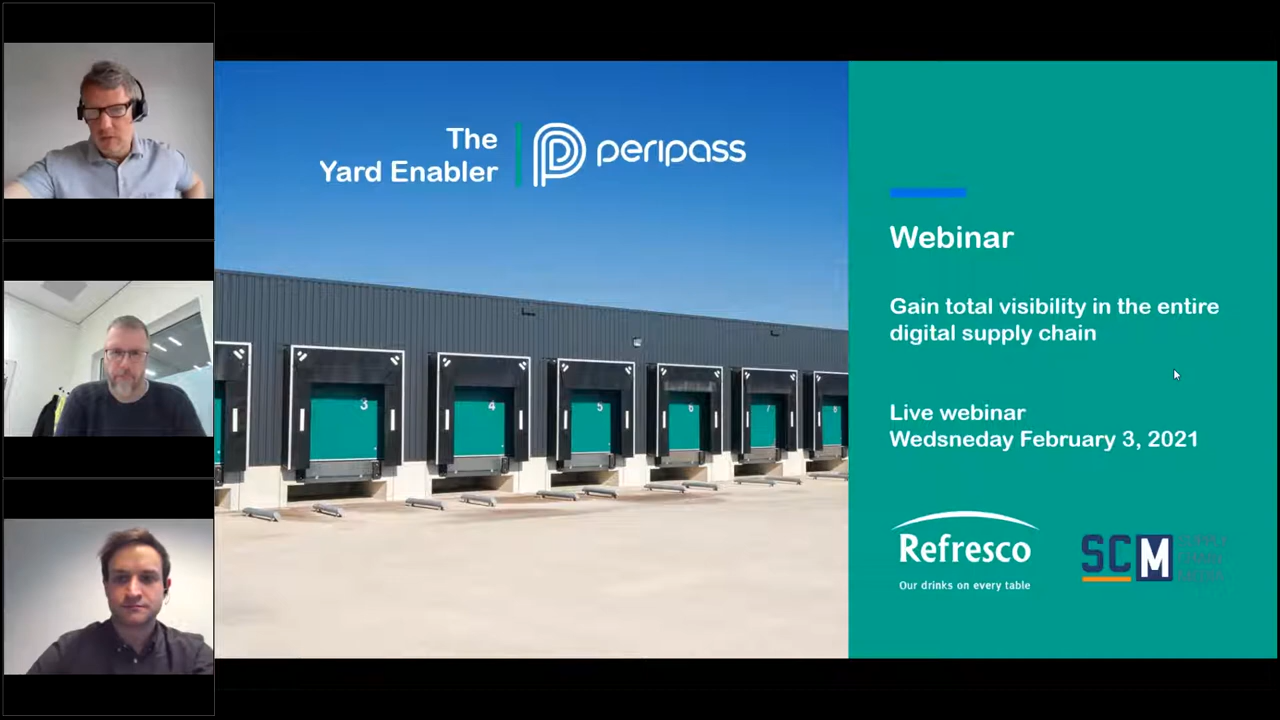 The
Yard Enabler
peripass
3
4
5
6
7
8
Webinar
Gain total visibility in the entire
digital supply chain
Live webinar
Wedsneday February 3, 2021
Refresco
Our drinks on every table
SCM